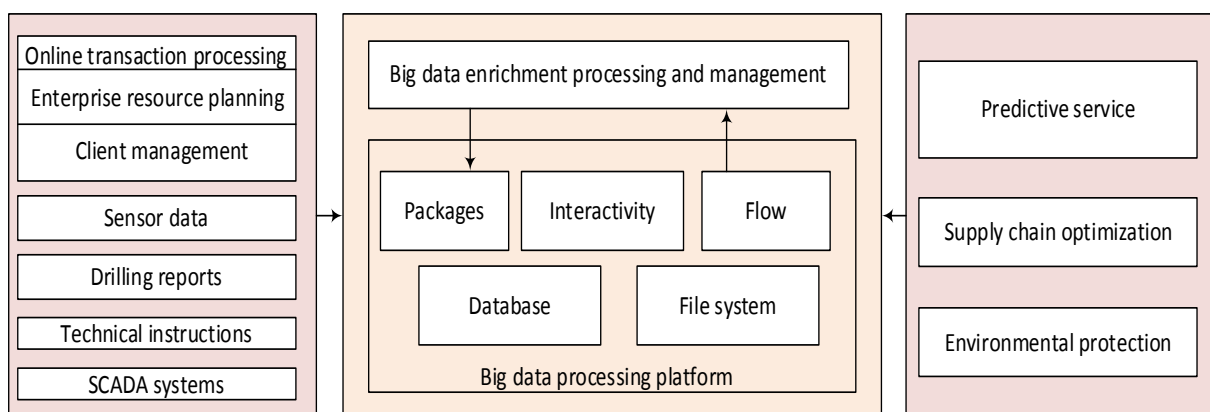 Online transaction processing
Enterprise resource planning
Client management
Sensor data
Drilling reports
Technical instructions
SCADA systems
Big data enrichment processing and management
Packages
Interactivity
Flow
Database
File system
Big data processing platform
Predictive service
Supply chain optimization
Environmental protection